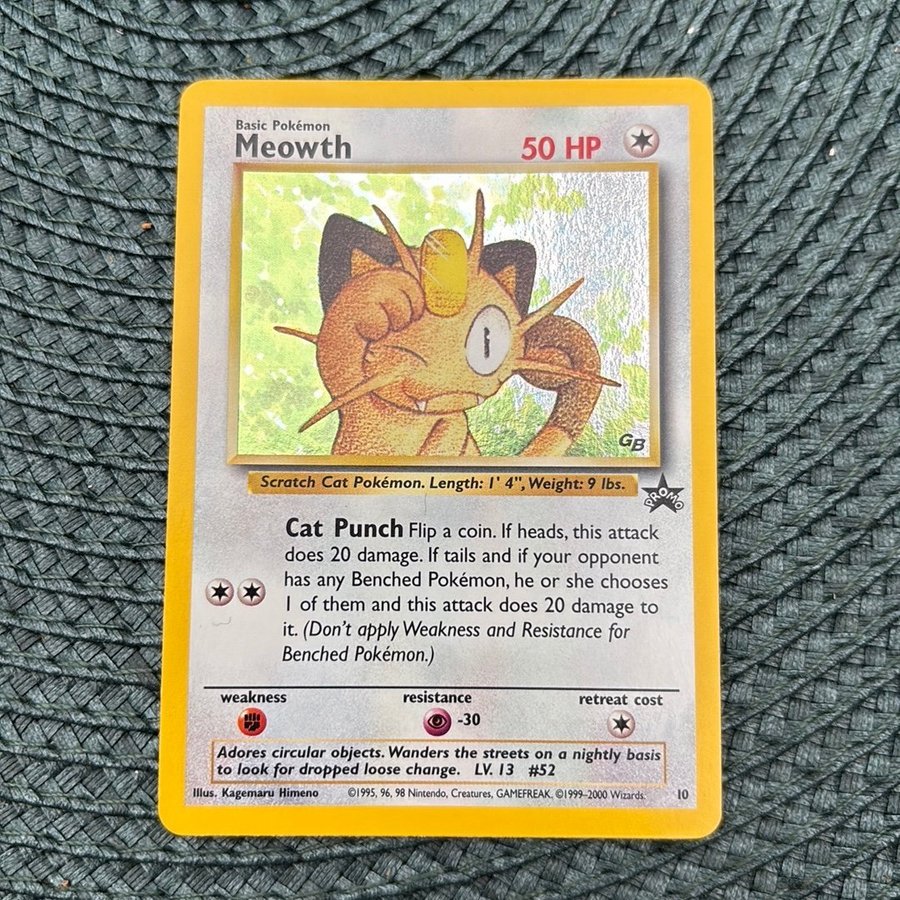 Basic Pokémon
Meowth
50 HP
GB
Scratch Cat Pokémon. Length: 1' 4", Weight: 9 lbs.
PROMO
Cat Punch Flip a coin. If heads, this attack
does 20 damage. If tails and if your opponent
has any Benched Pokémon, he or she chooses
1 of them and this attack does 20 damage to
it. (Don't apply Weakness and Resistance for
Benched Pokémon.)
weakness resistance retreat cost
-30
Adores circular objects. Wanders the streets on a nightly basis
to look for dropped loose change. LV. 13 #52
Illus. Kagemaru Himeno ©1995, 96, 98 Nintendo, Creatures, GAMEFREAK. ©1999-2000 Wizards. 10